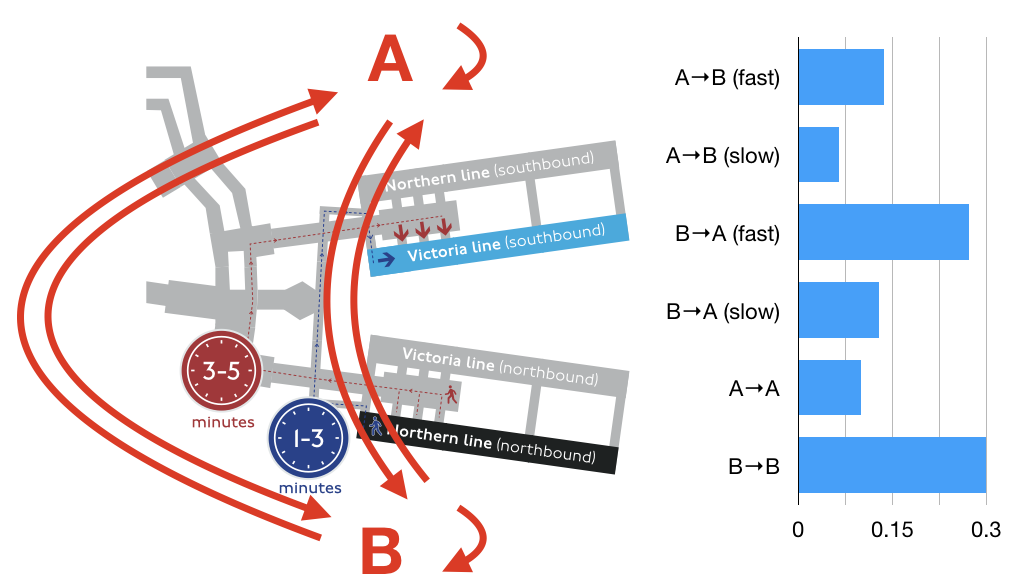 A
Northern line (southbound)
Victoria line (southbound)
3-5
minutes
1-3
minutes
Victoria line (northbound)
Northern line (northbound)
B
A→B (fast)
A→B (slow)
B→A (fast)
B→A (slow)
A→A
B→B
0
0.15
0.3